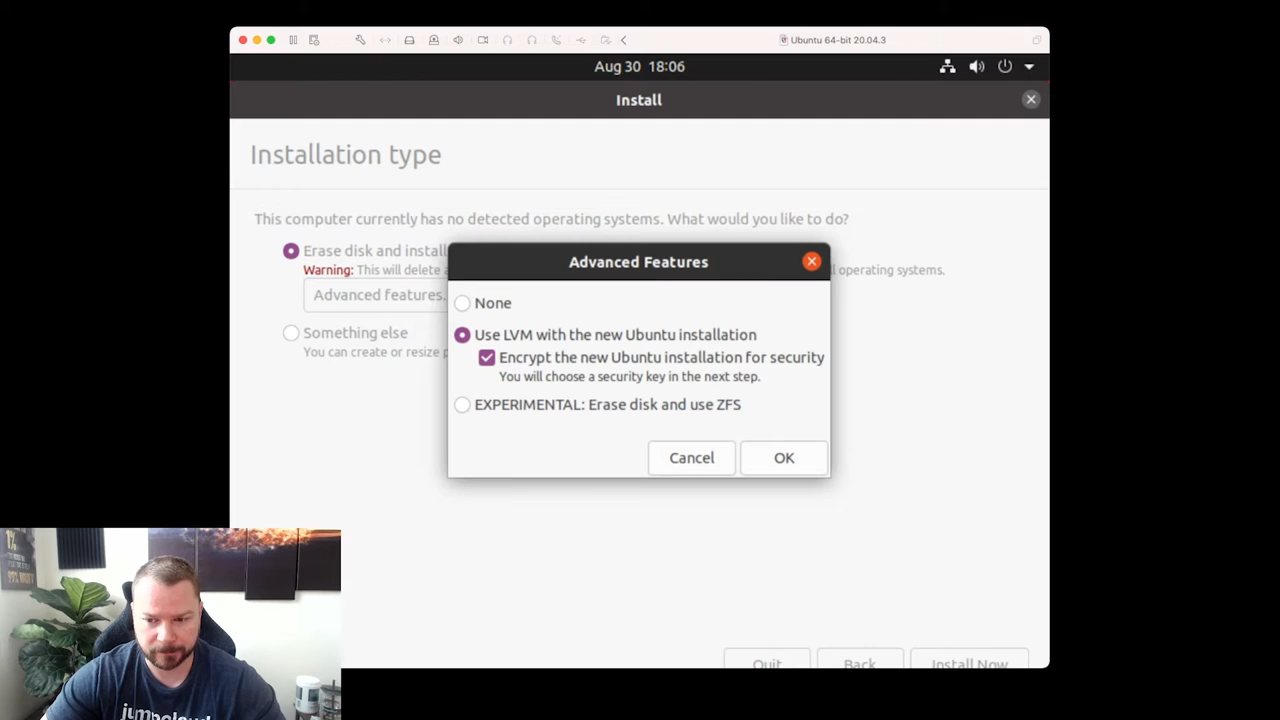 Ubuntu 64-bit 20.04.3
Aug 30 18:06
Install
Installation type
This computer currently has no detected operating systems. What would you like to do?
Erase disk and install
Warning: This will delete
l operating systems.
Advanced features.
Something else
You can create or resize
Advanced Features
None
Use LVM with the new Ubuntu installation
Encrypt the new Ubuntu installation for security
You will choose a security key in the next step.
EXPERIMENTAL: Erase disk and use ZFS
Cancel
OK
Quit
Back
Install Now
1%
jumpcloud